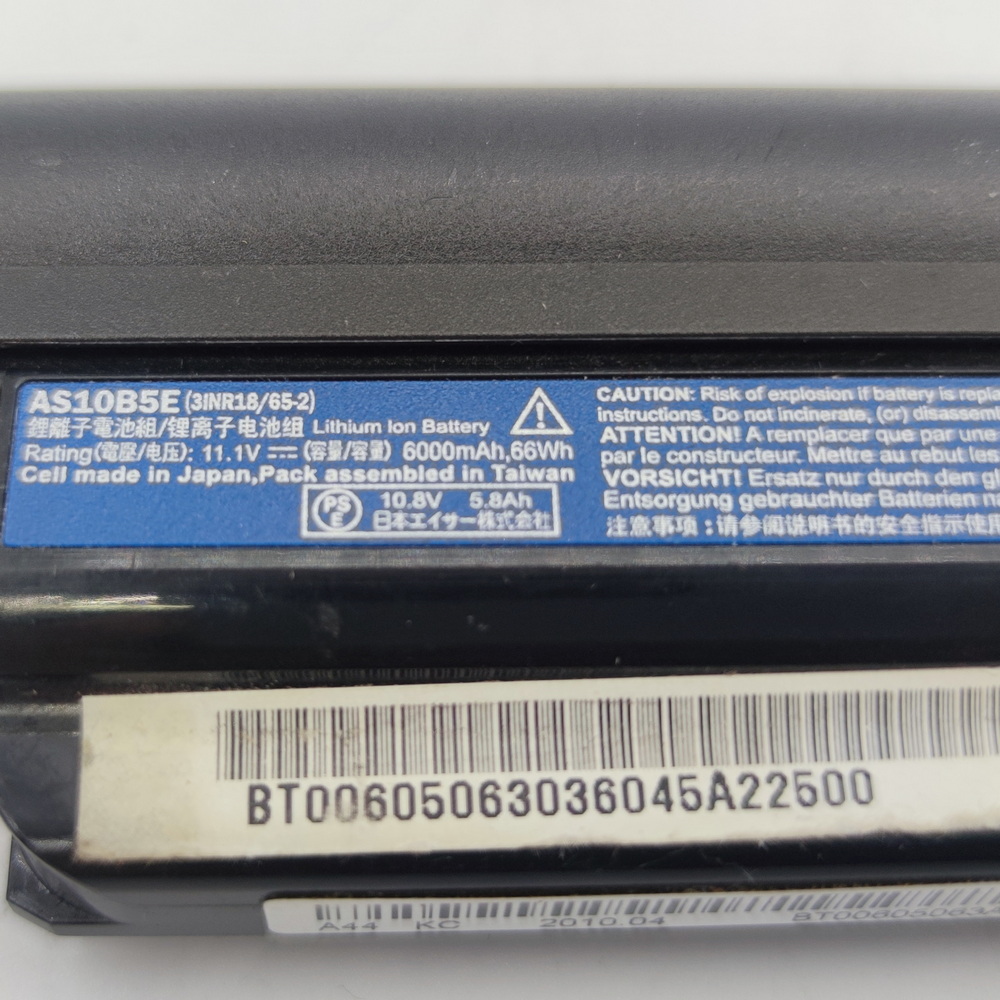 AS10B5E (3INR18/65-2)
鋰離子電池組/锂离子电池组 Lithium Ion Battery
Rating(電壓/电压): 11.1V (容量/容量) 6000mAh,66Wh
Cell made in Japan,Pack assembled in Taiwan
PSE 10.8V 5.8Ah
日本エイサー株式会社
CAUTION: Risk of explosion if battery is repla
instructions. Do not incinerate, (or) disassem
ATTENTION! A remplacer que par une
par le constructeur. Mettre au rebut les
VORSICHT! Ersatz nur durch den gl
Entsorgung gebrauchter Batterien n
注意事项:请参阅说明书的安全指示使用
BT00605063036045A22500
A44 KC 2010.04 BT006050630